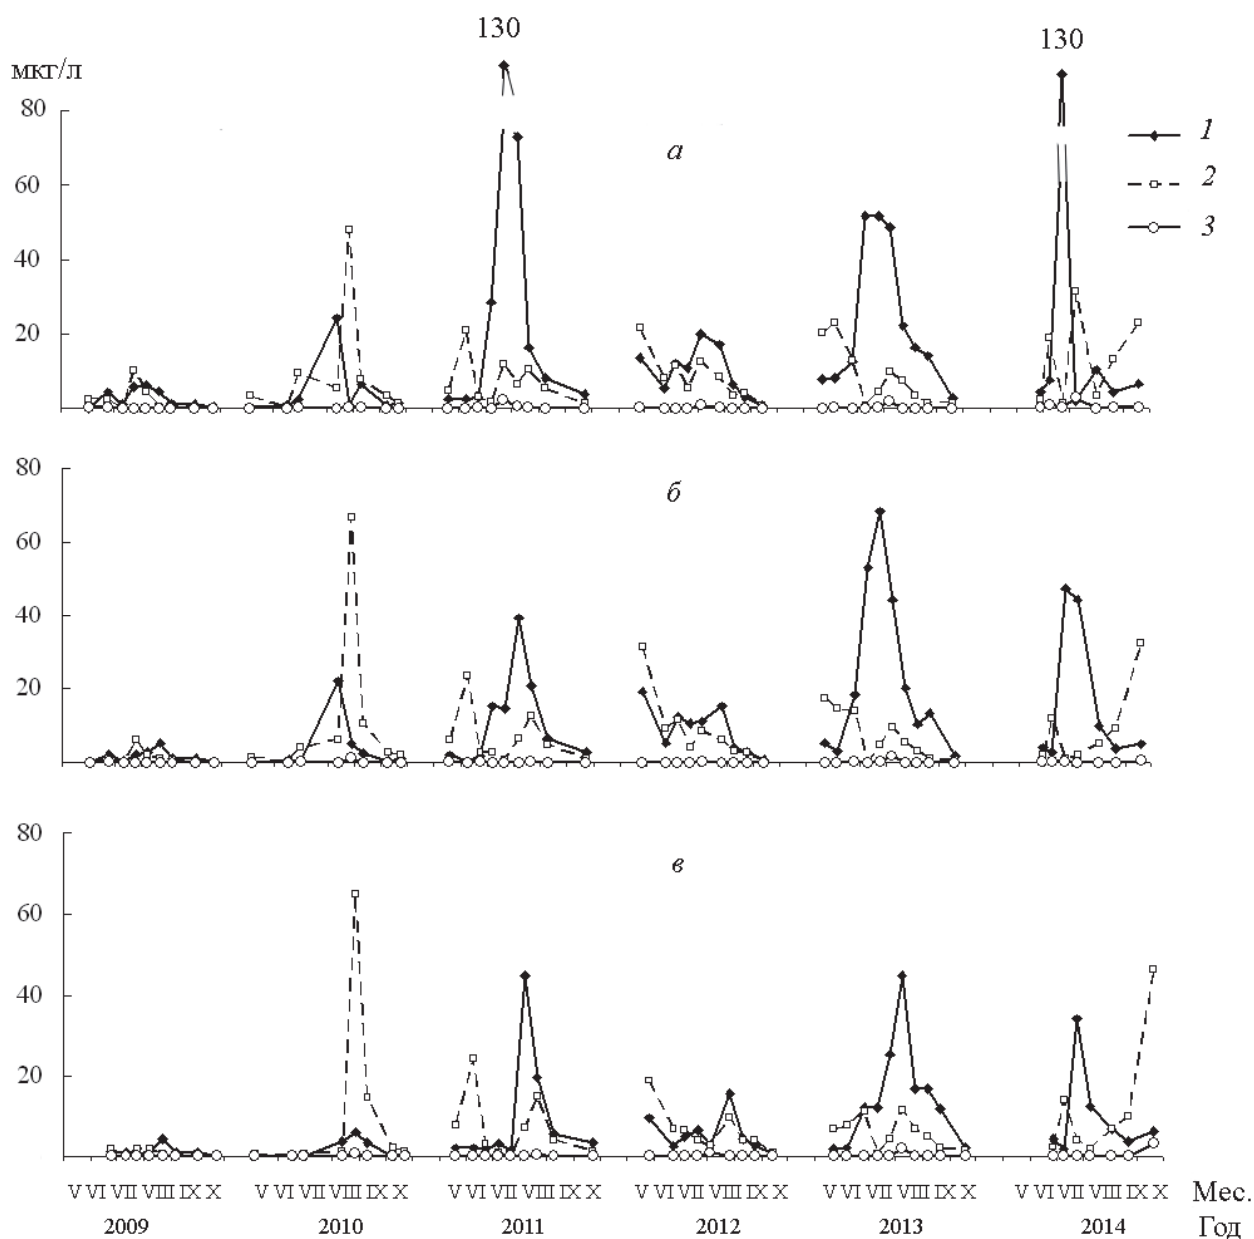 130
130
мкг/л
80
60
40
20
а
1
2
3
80
60
40
20
б
80
60
40
20
в
V VI VII VIII IX X V VI VII VIII IX X V VI VII VIII IX X V VI VII VIII IX X V VI VII VIII IX X V VI VII VIII IX X Мес.
2009 2010 2011 2012 2013 2014 Год